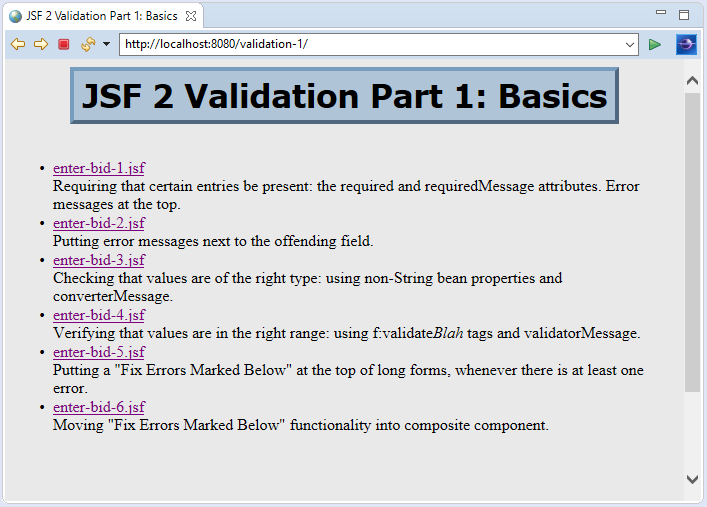 JSF 2 Validation Part 1: Basics
http://localhost:8080/validation-1/
JSF 2 Validation Part 1: Basics
• enter-bid-1.jsf
Requiring that certain entries be present: the required and requiredMessage attributes. Error
messages at the top.
• enter-bid-2.jsf
Putting error messages next to the offending field.
• enter-bid-3.jsf
Checking that values are of the right type: using non-String bean properties and
converterMessage.
• enter-bid-4.jsf
Verifying that values are in the right range: using f:validateBlah tags and validatorMessage.
• enter-bid-5.jsf
Putting a "Fix Errors Marked Below" at the top of long forms, whenever there is at least one
error.
• enter-bid-6.jsf
Moving "Fix Errors Marked Below" functionality into composite component.